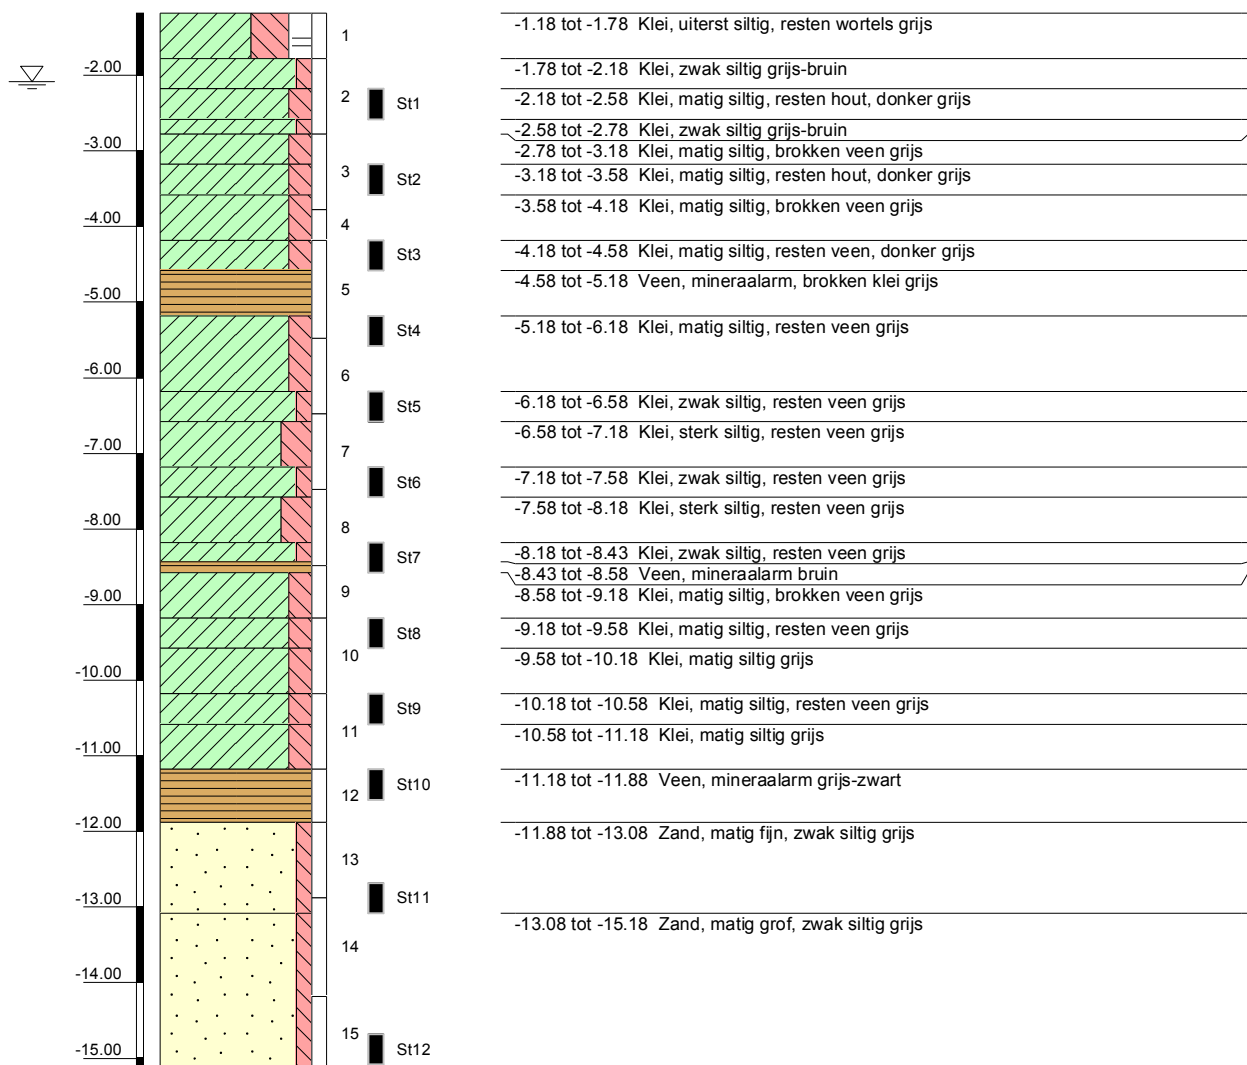 1 -1.18 tot -1.78 Klei, uiterst siltig, resten wortels grijs
-2.00 -1.78 tot -2.18 Klei, zwak siltig grijs-bruin
2 St1 -2.18 tot -2.58 Klei, matig siltig, resten hout, donker grijs
-2.58 tot -2.78 Klei, zwak siltig grijs-bruin
-3.00 -2.78 tot -3.18 Klei, matig siltig, brokken veen grijs
3 St2 -3.18 tot -3.58 Klei, matig siltig, resten hout, donker grijs
-4.00 4 -3.58 tot -4.18 Klei, matig siltig, brokken veen grijs
St3 -4.18 tot -4.58 Klei, matig siltig, resten veen, donker grijs
-5.00 5 -4.58 tot -5.18 Veen, mineraalarm, brokken klei grijs
St4 -5.18 tot -6.18 Klei, matig siltig, resten veen grijs
-6.00 6
St5 -6.18 tot -6.58 Klei, zwak siltig, resten veen grijs
-7.00 7 -6.58 tot -7.18 Klei, sterk siltig, resten veen grijs
St6 -7.18 tot -7.58 Klei, zwak siltig, resten veen grijs
-8.00 8 -7.58 tot -8.18 Klei, sterk siltig, resten veen grijs
St7 -8.18 tot -8.43 Klei, zwak siltig, resten veen grijs
-8.43 tot -8.58 Veen, mineraalarm bruin
-9.00 9 -8.58 tot -9.18 Klei, matig siltig, brokken veen grijs
St8 -9.18 tot -9.58 Klei, matig siltig, resten veen grijs
-10.00 10 -9.58 tot -10.18 Klei, matig siltig grijs
St9 -10.18 tot -10.58 Klei, matig siltig, resten veen grijs
-11.00 11 -10.58 tot -11.18 Klei, matig siltig grijs
12 St10 -11.18 tot -11.88 Veen, mineraalarm grijs-zwart
-12.00 -11.88 tot -13.08 Zand, matig fijn, zwak siltig grijs
13
-13.00 St11
-13.08 tot -15.18 Zand, matig grof, zwak siltig grijs
14
-14.00
15
-15.00 St12